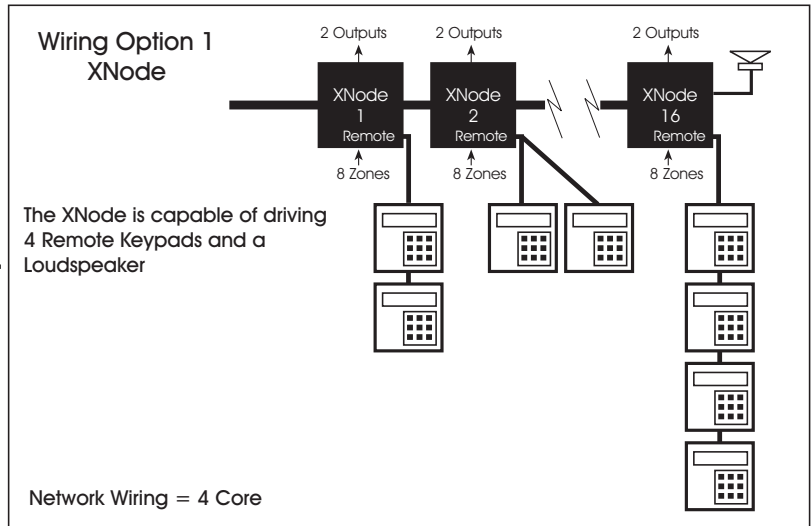 Wiring Option 1
XNode
2 Outputs
2 Outputs
2 Outputs
XNode
1
Remote
XNode
2
Remote
XNode
16
Remote
8 Zones
8 Zones
8 Zones
The XNode is capable of driving
4 Remote Keypads and a
Loudspeaker
Network Wiring = 4 Core